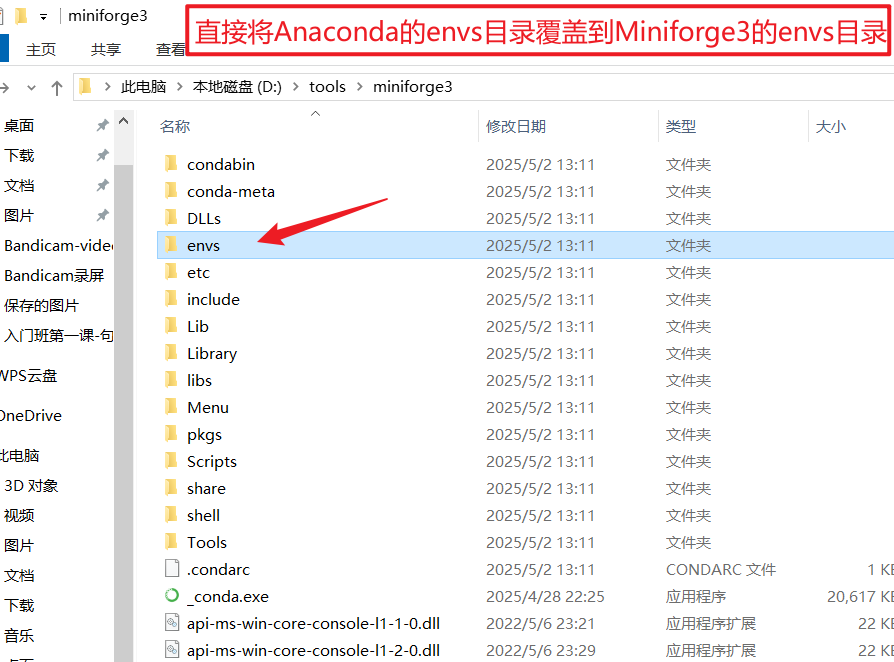 miniforge3
直接将Anaconda的envs目录覆盖到Miniforge3的envs目录
主页 共享 查看
此电脑 本地磁盘 (D:) tools miniforge3
名称 修改日期 类型 大小
桌面
下载
文档
图片
Bandicam-vide
Bandicam录屏
保存的图片
入门班第一课-句
WPS云盘
OneDrive
此电脑
3D 对象
视频
图片
文档
下载
音乐
condabin 2025/5/2 13:11 文件夹
conda-meta 2025/5/2 13:11 文件夹
DLLs 2025/5/2 13:11 文件夹
envs 2025/5/2 13:11 文件夹
etc 2025/5/2 13:11 文件夹
include 2025/5/2 13:11 文件夹
Lib 2025/5/2 13:11 文件夹
Library 2025/5/2 13:11 文件夹
libs 2025/5/2 13:11 文件夹
Menu 2025/5/2 13:11 文件夹
pkgs 2025/5/2 13:11 文件夹
Scripts 2025/5/2 13:11 文件夹
share 2025/5/2 13:11 文件夹
shell 2025/5/2 13:11 文件夹
Tools 2025/5/2 13:11 文件夹
.condarc 2025/5/2 13:11 CONDARC 文件 1 KB
_conda.exe 2025/4/28 22:25 应用程序 20,617 KB
api-ms-win-core-console-l1-1-0.dll 2022/5/6 23:21 应用程序扩展 22 KB
api-ms-win-core-console-l1-2-0.dll 2022/5/6 23:29 应用程序扩展 22 KB